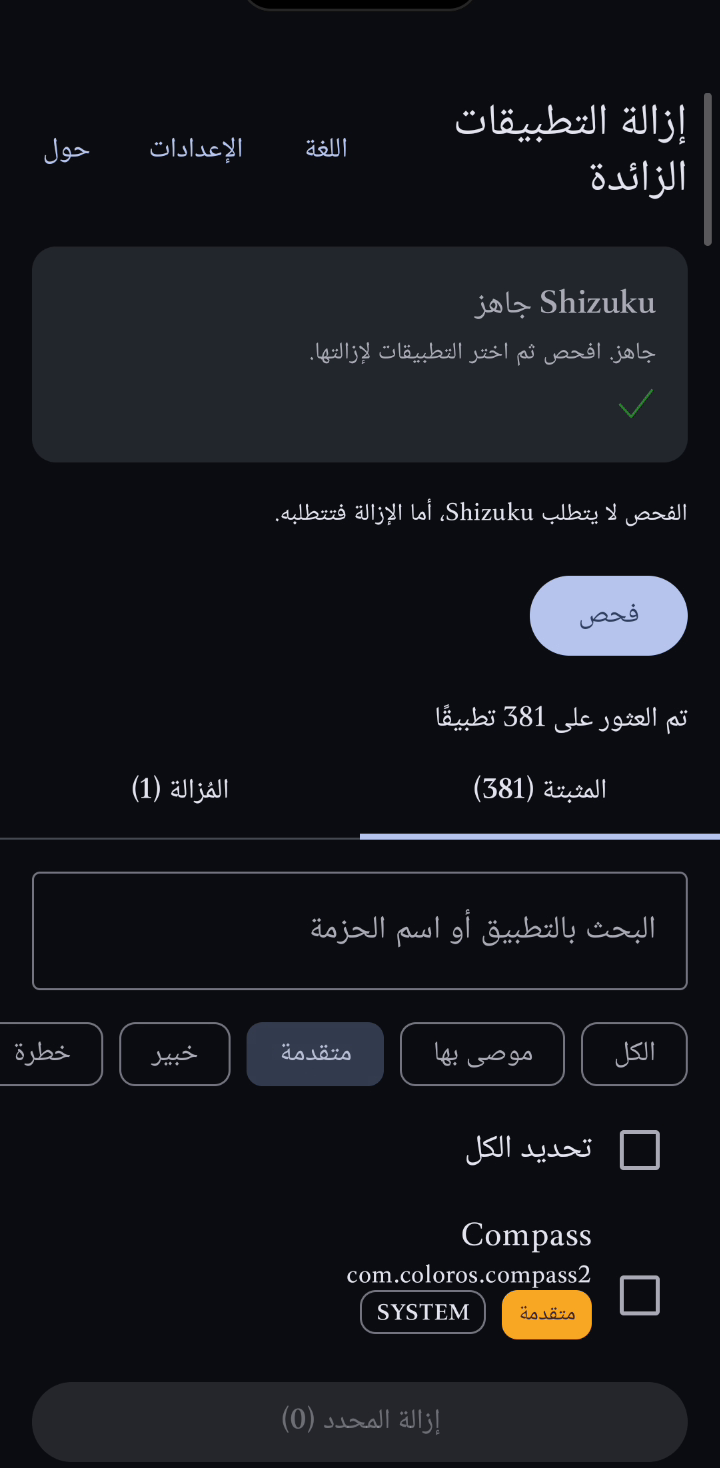 إزالة التطبيقات
الزائدة
اللغة
الإعدادات
حول
Shizuku جاهز
جاهز. افحص ثم اختر التطبيقات لإزالتها.
الفحص لا يتطلب Shizuku، أما الإزالة فتتطلبه.
فحص
تم العثور على 381 تطبيقًا
المثبتة (381)
المُزالة (1)
البحث بالتطبيق أو اسم الحزمة
الكل
موصى بها
متقدمة
خبير
خطرة
تحديد الكل
Compass
com.coloros.compass2
متقدمة
SYSTEM
إزالة المحدد (0)